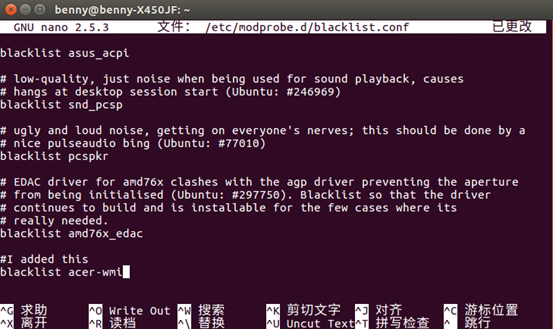 benny@benny-X450JF: ~
GNU nano 2.5.3 文件: /etc/modprobe.d/blacklist.conf 已更改
blacklist asus_acpi
# low-quality, just noise when being used for sound playback, causes
# hangs at desktop session start (Ubuntu: #246969)
blacklist snd_pcsp
# ugly and loud noise, getting on everyone's nerves; this should be done by a
# nice pulseaudio bing (Ubuntu: #77010)
blacklist pcspkr
# EDAC driver for amd76x clashes with the agp driver preventing the aperture
# from being initialised (Ubuntu: #297750). Blacklist so that the driver
# continues to build and is installable for the few cases where its
# really needed.
blacklist amd76x_edac
#I added this
blacklist acer-wmi
^G 求助 ^O Write Out ^W 搜索 ^K 剪切文字 ^J 对齐 ^C 游标位置
^X 离开 ^R 读档 ^\ 替换 ^U Uncut Text ^T 拼写检查 ^_ 跳行